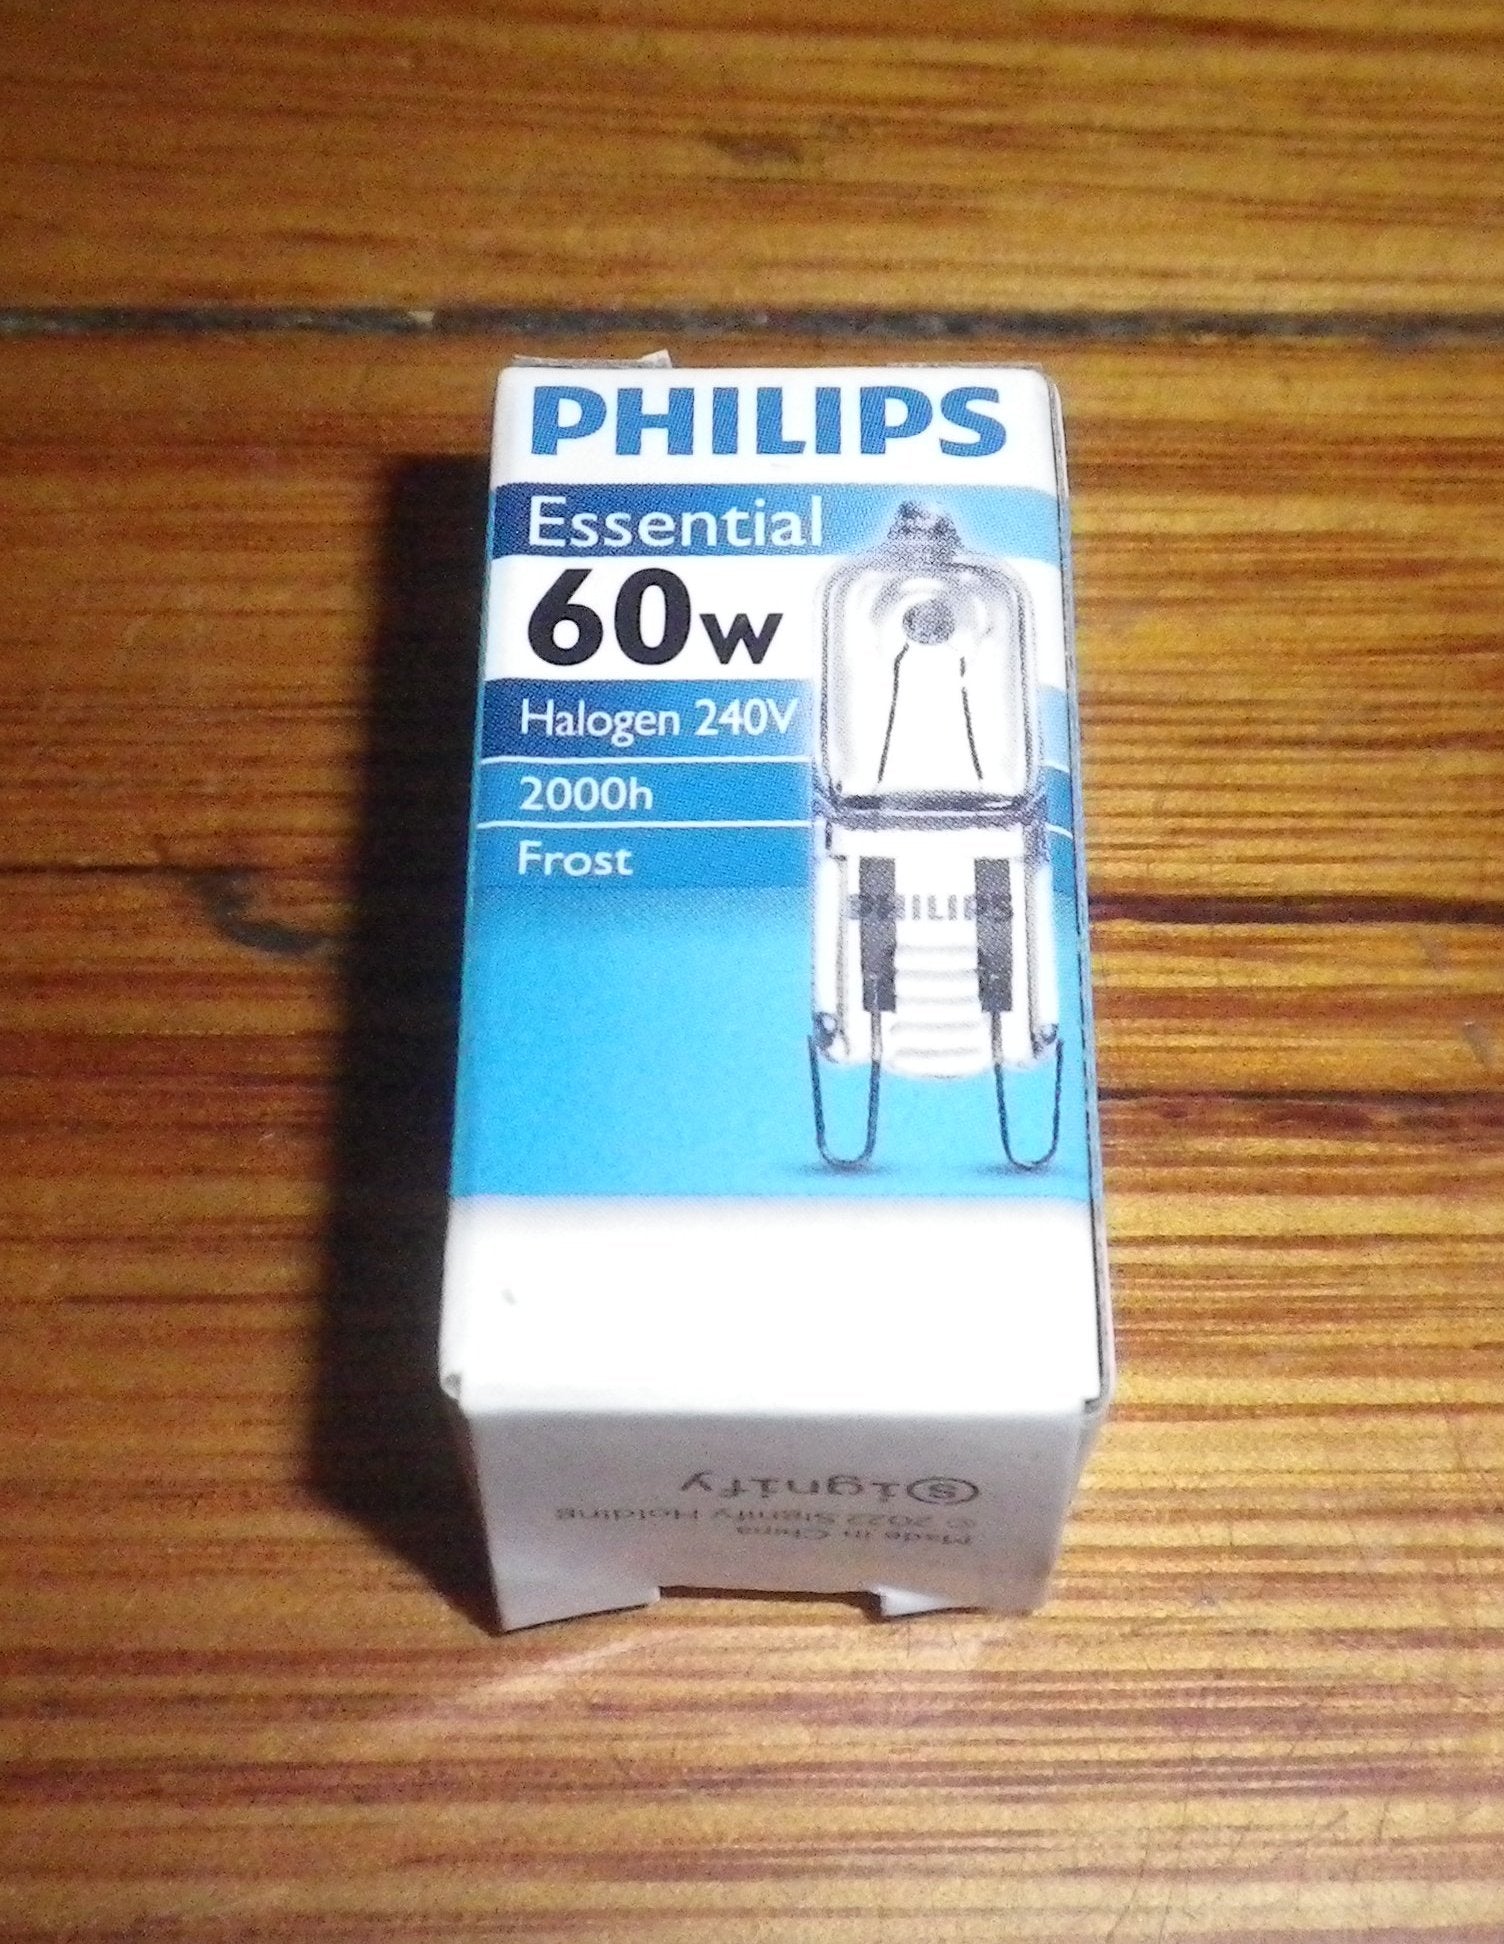 PHILIPS
Essential
60w
Halogen 240V
2000h
Frost
PHILIPS
Signify
© 2022 Signify Holding
Made in China